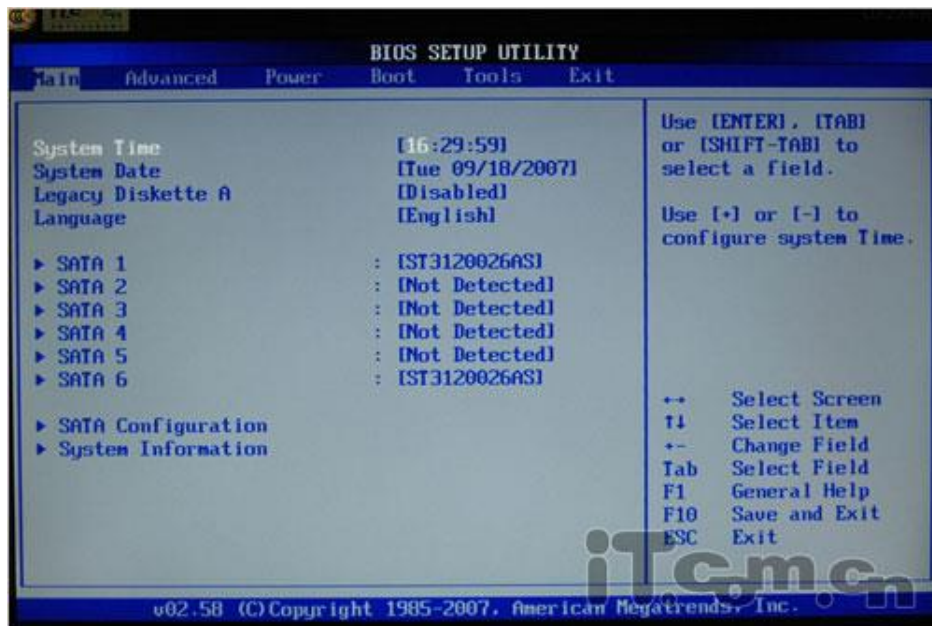 BIOS SETUP UTILITY
Main Advanced Power Boot Tools Exit
System Time [16:29:59]
System Date [Tue 09/18/2007]
Legacy Diskette A [Disabled]
Language [English]
▶ SATA 1 : [ST3120026AS]
▶ SATA 2 : [Not Detected]
▶ SATA 3 : [Not Detected]
▶ SATA 4 : [Not Detected]
▶ SATA 5 : [Not Detected]
▶ SATA 6 : [ST3120026AS]
▶ SATA Configuration
▶ System Information
Use [ENTER], [TAB]
or [SHIFT-TAB] to
select a field.
Use [+] or [-] to
configure system Time.
↔ Select Screen
↑↓ Select Item
+- Change Field
Tab Select Field
F1 General Help
F10 Save and Exit
ESC Exit
v02.58 (C)Copyright 1985-2007, American Megatrends, Inc.
iT.com.cn